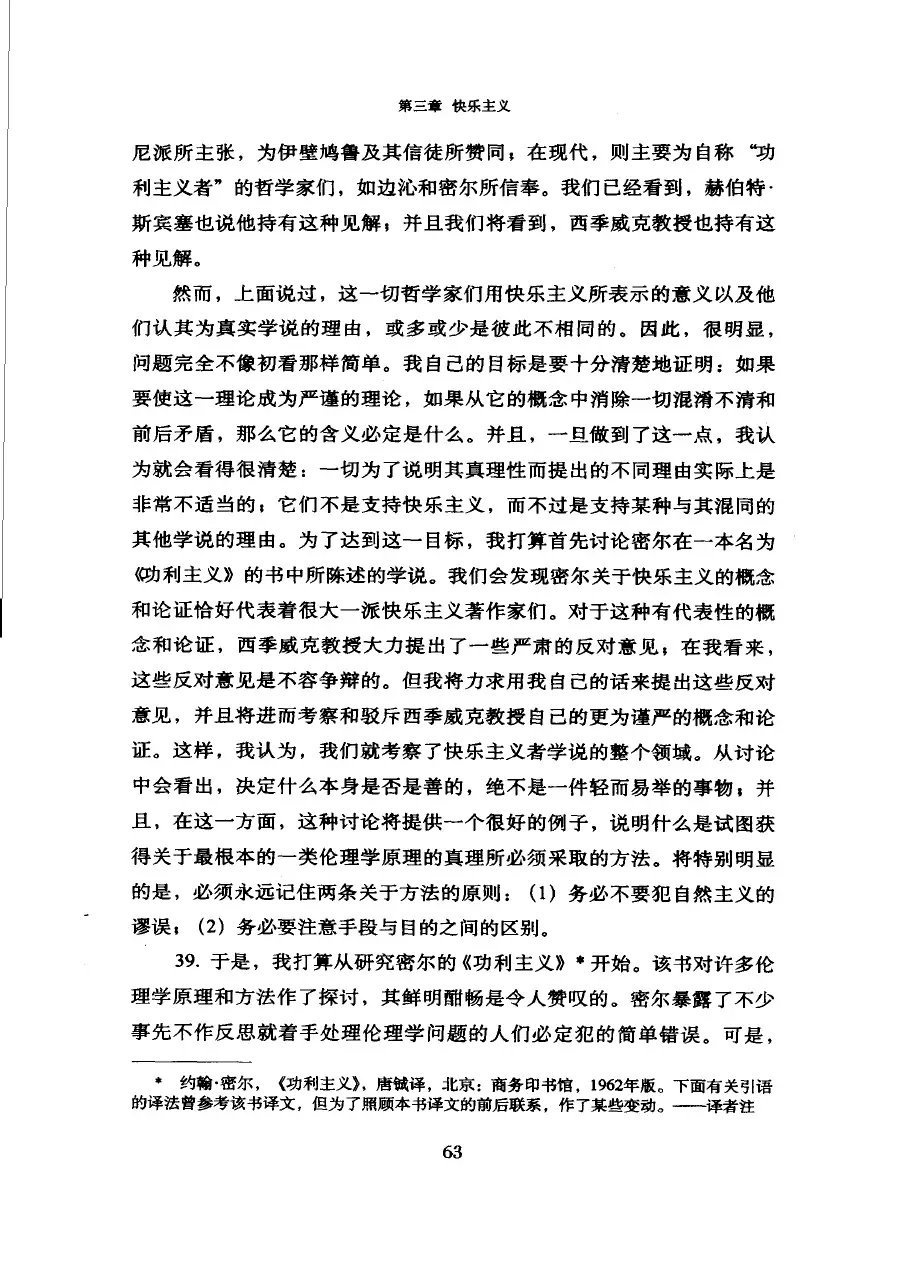 第三章 快乐主义
尼派所主张，为伊壁鸠鲁及其信徒所赞同；在现代，则主要为自称“功
利主义者”的哲学家们，如边沁和密尔所信奉。我们已经看到，赫伯特·
斯宾塞也说他持有这种见解；并且我们将看到，西季威克教授也持有这
种见解。
然而，上面说过，这一切哲学家们用快乐主义所表示的意义以及他
们认其为真实学说的理由，或多或少是彼此不相同的。因此，很明显，
问题完全不像初看那样简单。我自己的目标是要十分清楚地证明：如果
要使这一理论成为严谨的理论，如果从它的概念中消除一切混淆不清和
前后矛盾，那么它的含义必定是什么。并且，一旦做到了这一点，我认
为就会看得很清楚：一切为了说明其真理性而提出的不同理由实际上是
非常不适当的；它们不是支持快乐主义，而不过是支持某种与其混同的
其他学说的理由。为了达到这一目标，我打算首先讨论密尔在一本名为
《功利主义》的书中所陈述的学说。我们会发现密尔关于快乐主义的概念
和论证恰好代表着很大一派快乐主义著作家们。对于这种有代表性的概
念和论证，西季威克教授大力提出了一些严肃的反对意见；在我看来，
这些反对意见是不容争辩的。但我将力求用我自己的话来提出这些反对
意见，并且将进而考察和驳斥西季威克教授自己的更为谨严的概念和论
证。这样，我认为，我们就考察了快乐主义者学说的整个领域。从讨论
中会看出，决定什么本身是否是善的，绝不是一件轻而易举的事物；并
且，在这一方面，这种讨论将提供一个很好的例子，说明什么是试图获
得关于最根本的一类伦理学原理的真理所必须采取的方法。将特别明显
的是，必须永远记住两条关于方法的原则：（1）务必不要犯自然主义的
谬误；（2）务必要注意手段与目的之间的区别。
39. 于是，我打算从研究密尔的《功利主义》*开始。该书对许多伦
理学原理和方法作了探讨，其鲜明酣畅是令人赞叹的。密尔暴露了不少
事先不作反思就着手处理伦理学问题的人们必定犯的简单错误。可是，
* 约翰·密尔，《功利主义》，唐钺译，北京：商务印书馆，1962年版。下面有关引语
的译法曾参考该书译文，但为了照顾本书译文的前后联系，作了某些变动。——译者注
63